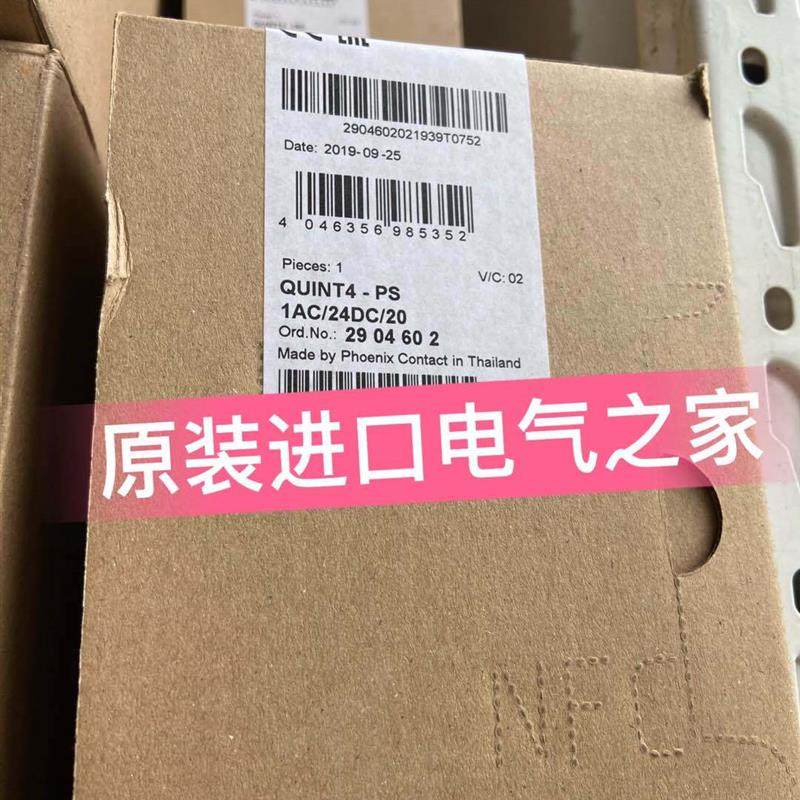 2904602021939T0752
Date: 2019-09-25
4 046356 985352
Pieces: 1
V/C: 02
QUINT4 - PS
1AC/24DC/20
Ord.No.: 29 04 60 2
Made by Phoenix Contact in Thailand
原装进口电气之家
NFC